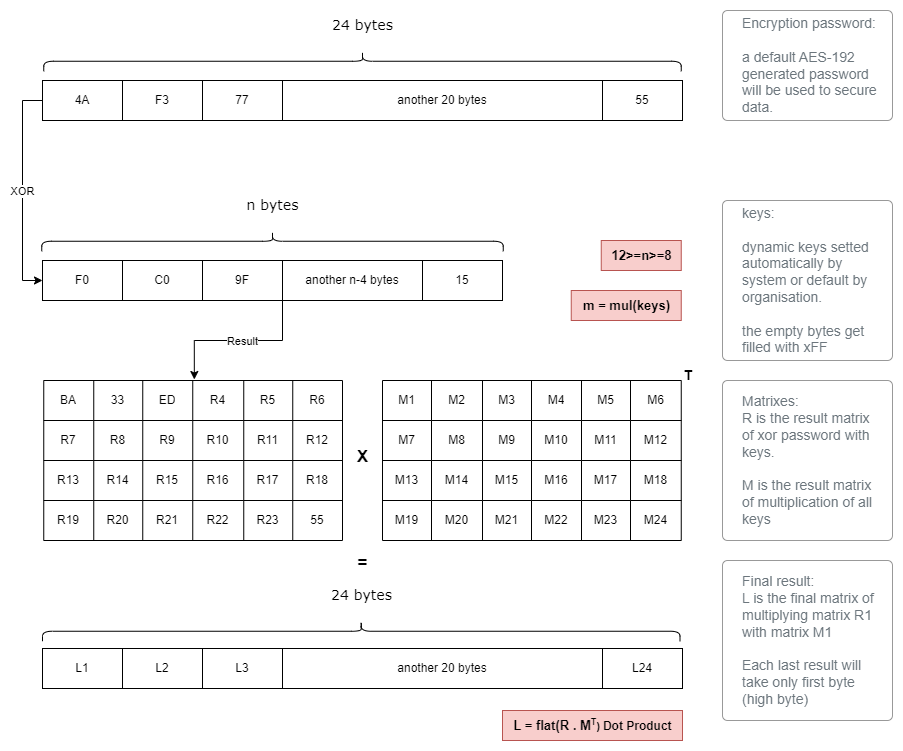 24 bytes
4A F3 77 another 20 bytes 55
Encryption password:
a default AES-192
generated password
will be used to secure
data.
XOR
n bytes
F0 C0 9F another n-4 bytes 15
12>=n>=8
m = mul(keys)
keys:
dynamic keys setted
automatically by
system or default by
organisation.
the empty bytes get
filled with xFF
Result
BA 33 ED R4 R5 R6
R7 R8 R9 R10 R11 R12
R13 R14 R15 R16 R17 R18
R19 R20 R21 R22 R23 55
X
M1 M2 M3 M4 M5 M6
M7 M8 M9 M10 M11 M12
M13 M14 M15 M16 M17 M18
M19 M20 M21 M22 M23 M24
T
Matrixes:
R is the result matrix
of xor password with
keys.
M is the result matrix
of multiplication of all
keys
=
24 bytes
L1 L2 L3 another 20 bytes L24
L = flat(R . Mᵀ) Dot Product
Final result:
L is the final matrix of
multiplying matrix R1
with matrix M1
Each last result will
take only first byte
(high byte)